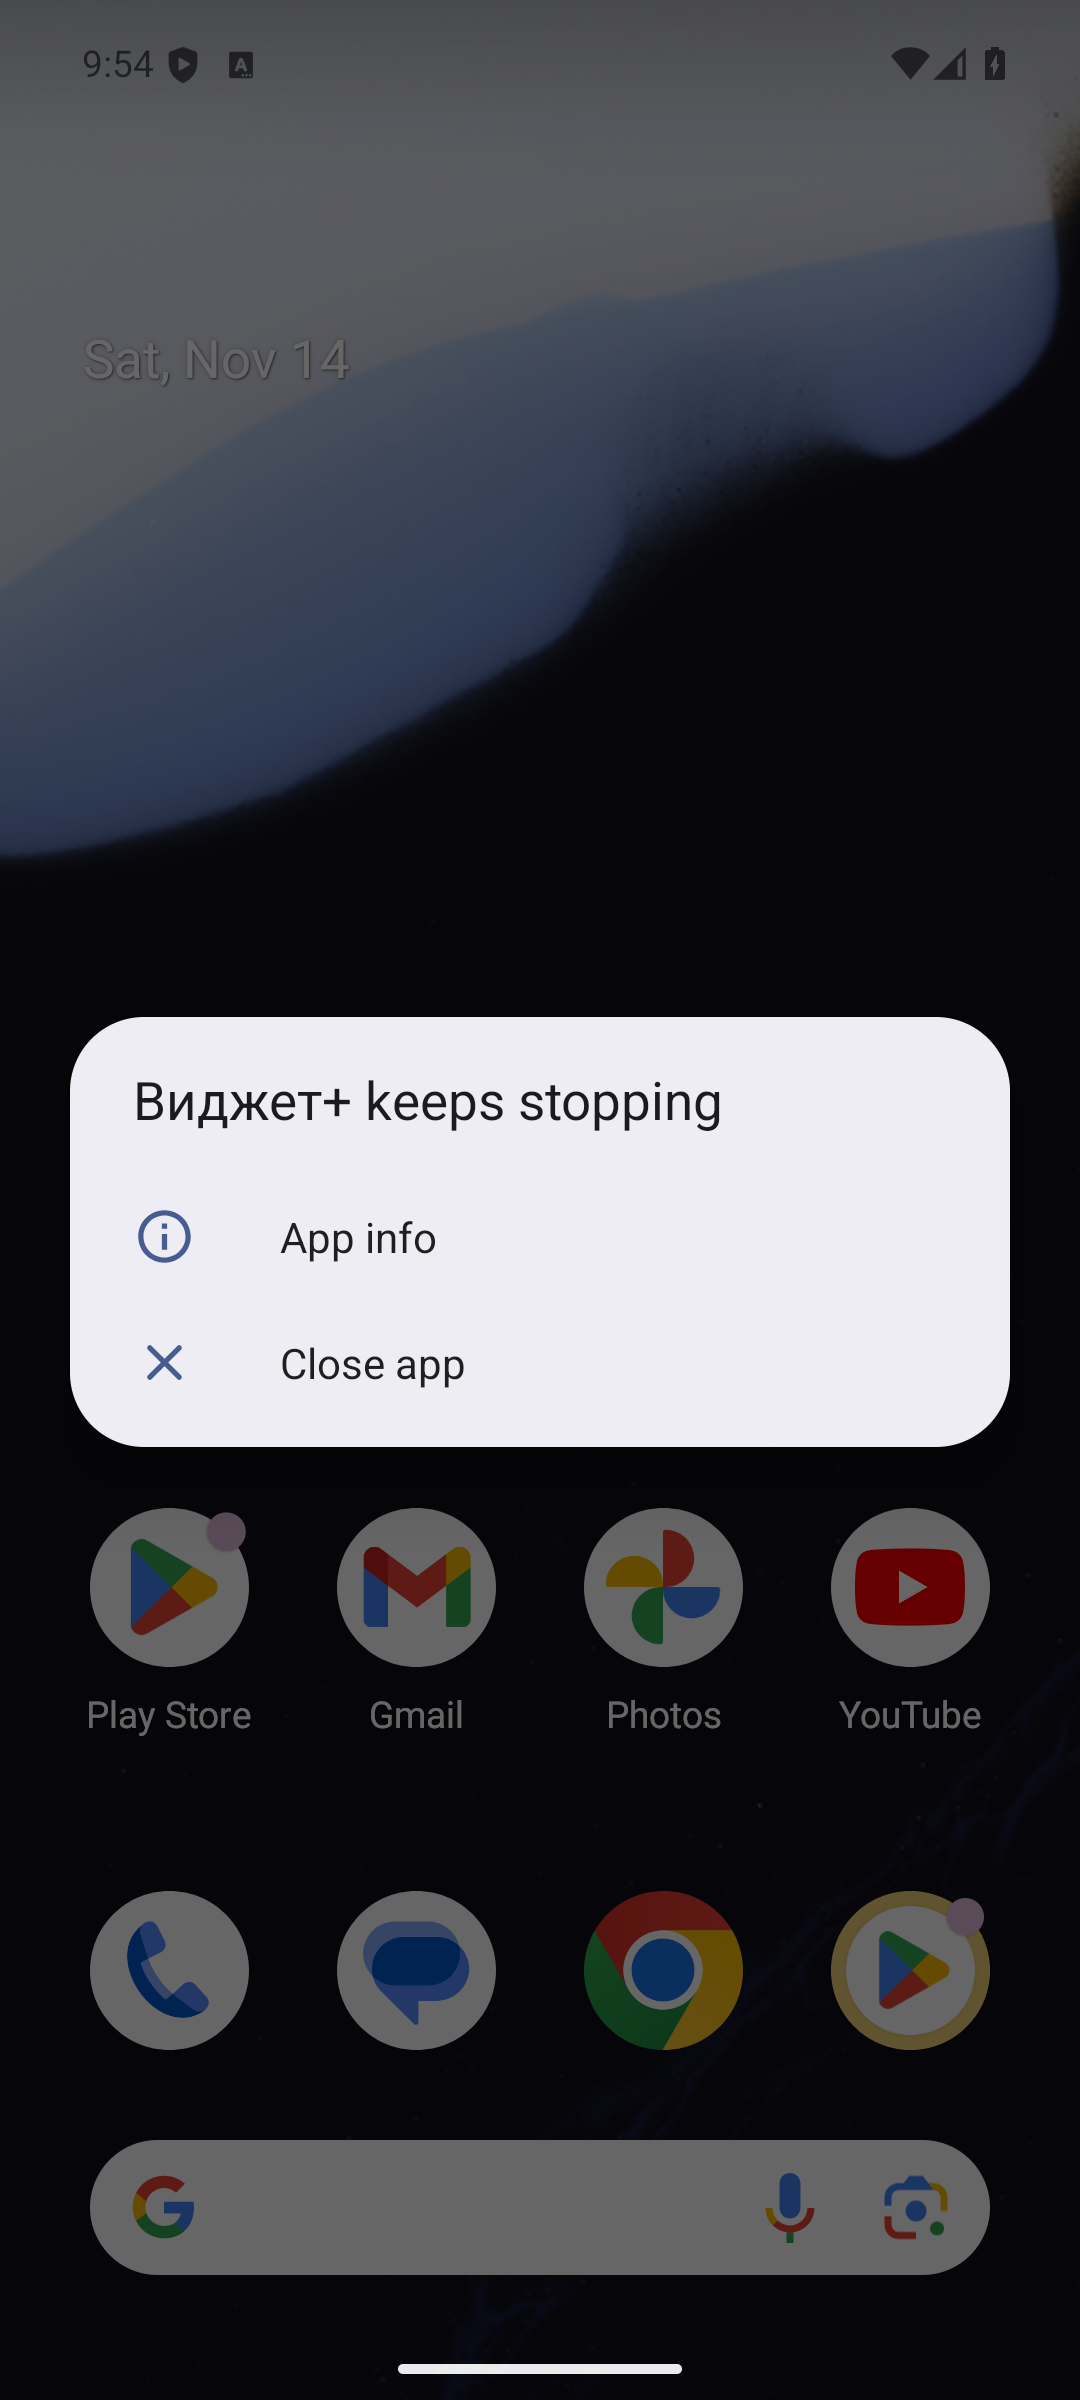 9:54
Sat, Nov 14
Виджет+ keeps stopping
App info
Close app
Play Store
Gmail
Photos
YouTube